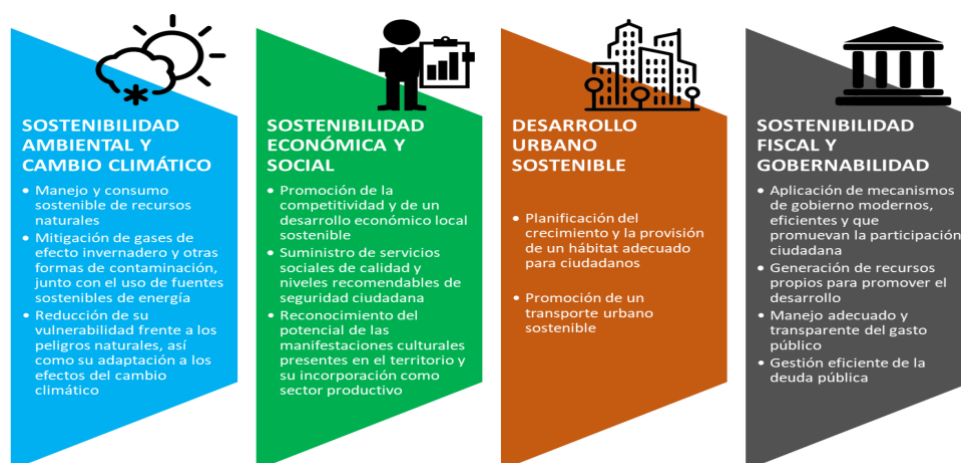 SOSTENIBILIDAD
AMBIENTAL Y
CAMBIO CLIMÁTICO
• Manejo y consumo
sostenible de recursos
naturales
• Mitigación de gases de
efecto invernadero y otras
formas de contaminación,
junto con el uso de fuentes
sostenibles de energía
• Reducción de su
vulnerabilidad frente a los
peligros naturales, así
como su adaptación a los
efectos del cambio
climático
SOSTENIBILIDAD
ECONÓMICA Y
SOCIAL
• Promoción de la
competitividad y de un
desarrollo económico local
sostenible
• Suministro de servicios
sociales de calidad y
niveles recomendables de
seguridad ciudadana
• Reconocimiento del
potencial de las
manifestaciones culturales
presentes en el territorio y
su incorporación como
sector productivo
DESARROLLO
URBANO
SOSTENIBLE
• Planificación del
crecimiento y la provisión
de un hábitat adecuado
para ciudadanos
• Promoción de un
transporte urbano
sostenible
SOSTENIBILIDAD
FISCAL Y
GOBERNABILIDAD
• Aplicación de mecanismos
de gobierno modernos,
eficientes y que
promuevan la participación
ciudadana
• Generación de recursos
propios para promover el
desarrollo
• Manejo adecuado y
transparente del gasto
público
• Gestión eficiente de la
deuda pública